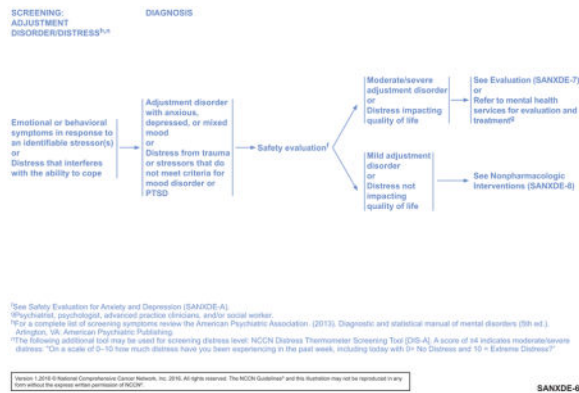 SCREENING:
ADJUSTMENT
DISORDER/DISTRESSʰ,ⁿ
DIAGNOSIS
Emotional or behavioral
symptoms in response to
an identifiable stressor(s)
or
Distress that interferes
with the ability to cope
Adjustment disorder
with anxious,
depressed, or mixed
mood
or
Distress from trauma
or stressors that do
not meet criteria for
mood disorder or
PTSD
Safety evaluationᶠ
Moderate/severe
adjustment disorder
or
Distress impacting
quality of life
See Evaluation (SANXDE-7)
or
Refer to mental health
services for evaluation and
treatmentᵍ
Mild adjustment
disorder
or
Distress not
impacting
quality of life
See Nonpharmacologic
Interventions (SANXDE-8)
ᶠSee Safety Evaluation for Anxiety and Depression (SANXDE-A).
ᵍPsychiatrist, psychologist, advanced practice clinicians, and/or social worker.
ʰFor a complete list of screening symptoms review the American Psychiatric Association. (2013). Diagnostic and statistical manual of mental disorders (5th ed.).
Arlington, VA: American Psychiatric Publishing.
ⁿThe following additional tool may be used for screening distress level: NCCN Distress Thermometer Screening Tool [DIS-A]. A score of ≥4 indicates moderate/severe
distress: "On a scale of 0–10 how much distress have you been experiencing in the past week, including today with 0= No Distress and 10 = Extreme Distress?"
Version 1.2016 © National Comprehensive Cancer Network, Inc. 2016, All rights reserved. The NCCN Guidelines® and this illustration may not be reproduced in any
form without the express written permission of NCCN®.
SANXDE-6